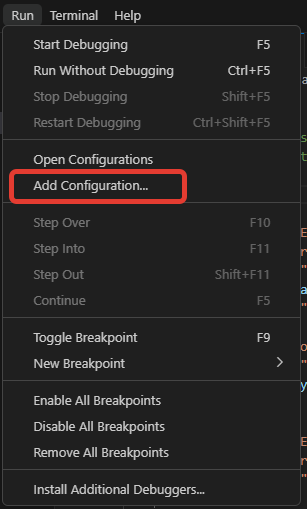 Run Terminal Help
Start Debugging F5
Run Without Debugging Ctrl+F5
Stop Debugging Shift+F5
Restart Debugging Ctrl+Shift+F5
Open Configurations
Add Configuration...
Step Over F10
Step Into F11
Step Out Shift+F11
Continue F5
Toggle Breakpoint F9
New Breakpoint
Enable All Breakpoints
Disable All Breakpoints
Remove All Breakpoints
Install Additional Debuggers...